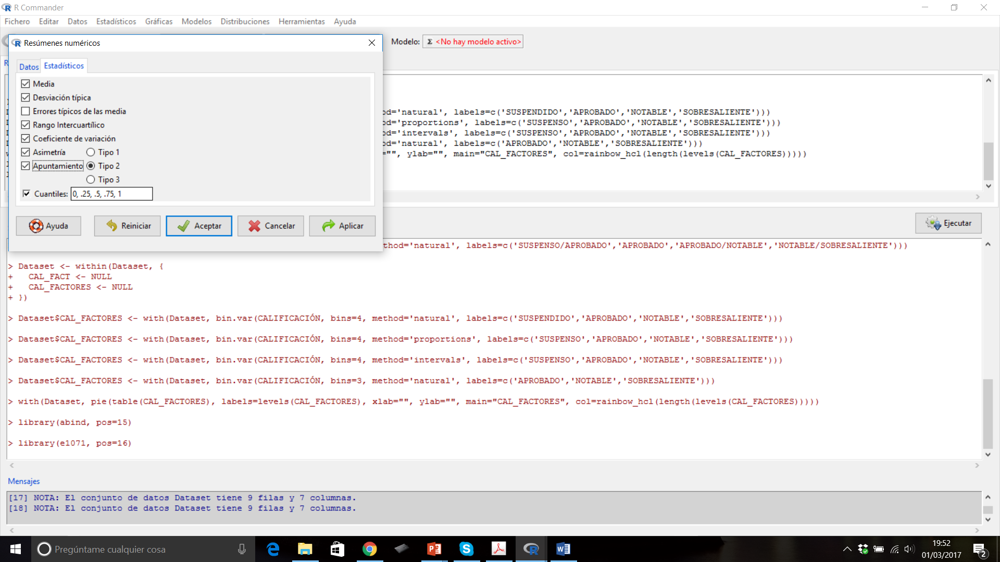 R Commander
Fichero Editar Datos Estadísticos Gráficas Modelos Distribuciones Herramientas Ayuda
Resúmenes numéricos
Modelo: Σ <No hay modelo activo>
Datos Estadísticos
Media
Desviación típica
Errores típicos de las media
Rango Intercuartílico
Coeficiente de variación
Asimetría Tipo 1
Apuntamiento Tipo 2
Tipo 3
Cuantiles: 0, .25, .5, .75, 1
Ayuda Reiniciar Aceptar Cancelar Aplicar
od='natural', labels=c('SUSPENDIDO','APROBADO','NOTABLE','SOBRESALIENTE')))
od='proportions', labels=c('SUSPENSO','APROBADO','NOTABLE','SOBRESALIENTE')))
od='intervals', labels=c('SUSPENSO','APROBADO','NOTABLE','SOBRESALIENTE')))
od='natural', labels=c('APROBADO','NOTABLE','SOBRESALIENTE')))
="", ylab="", main="CAL_FACTORES", col=rainbow_hcl(length(levels(CAL_FACTORES)))))
Ejecutar
thod='natural', labels=c('SUSPENSO/APROBADO','APROBADO','APROBADO/NOTABLE','NOTABLE/SOBRESALIENTE')))
> Dataset <- within(Dataset, {
+ CAL_FACT <- NULL
+ CAL_FACTORES <- NULL
+ })
> Dataset$CAL_FACTORES <- with(Dataset, bin.var(CALIFICACIÓN, bins=4, method='natural', labels=c('SUSPENDIDO','APROBADO','NOTABLE','SOBRESALIENTE')))
> Dataset$CAL_FACTORES <- with(Dataset, bin.var(CALIFICACIÓN, bins=4, method='proportions', labels=c('SUSPENSO','APROBADO','NOTABLE','SOBRESALIENTE')))
> Dataset$CAL_FACTORES <- with(Dataset, bin.var(CALIFICACIÓN, bins=4, method='intervals', labels=c('SUSPENSO','APROBADO','NOTABLE','SOBRESALIENTE')))
> Dataset$CAL_FACTORES <- with(Dataset, bin.var(CALIFICACIÓN, bins=3, method='natural', labels=c('APROBADO','NOTABLE','SOBRESALIENTE')))
> with(Dataset, pie(table(CAL_FACTORES), labels=levels(CAL_FACTORES), xlab="", ylab="", main="CAL_FACTORES", col=rainbow_hcl(length(levels(CAL_FACTORES)))))
> library(abind, pos=15)
> library(e1071, pos=16)
Mensajes
[17] NOTA: El conjunto de datos Dataset tiene 9 filas y 7 columnas.
[18] NOTA: El conjunto de datos Dataset tiene 9 filas y 7 columnas.
Pregúntame cualquier cosa
19:52
01/03/2017
2